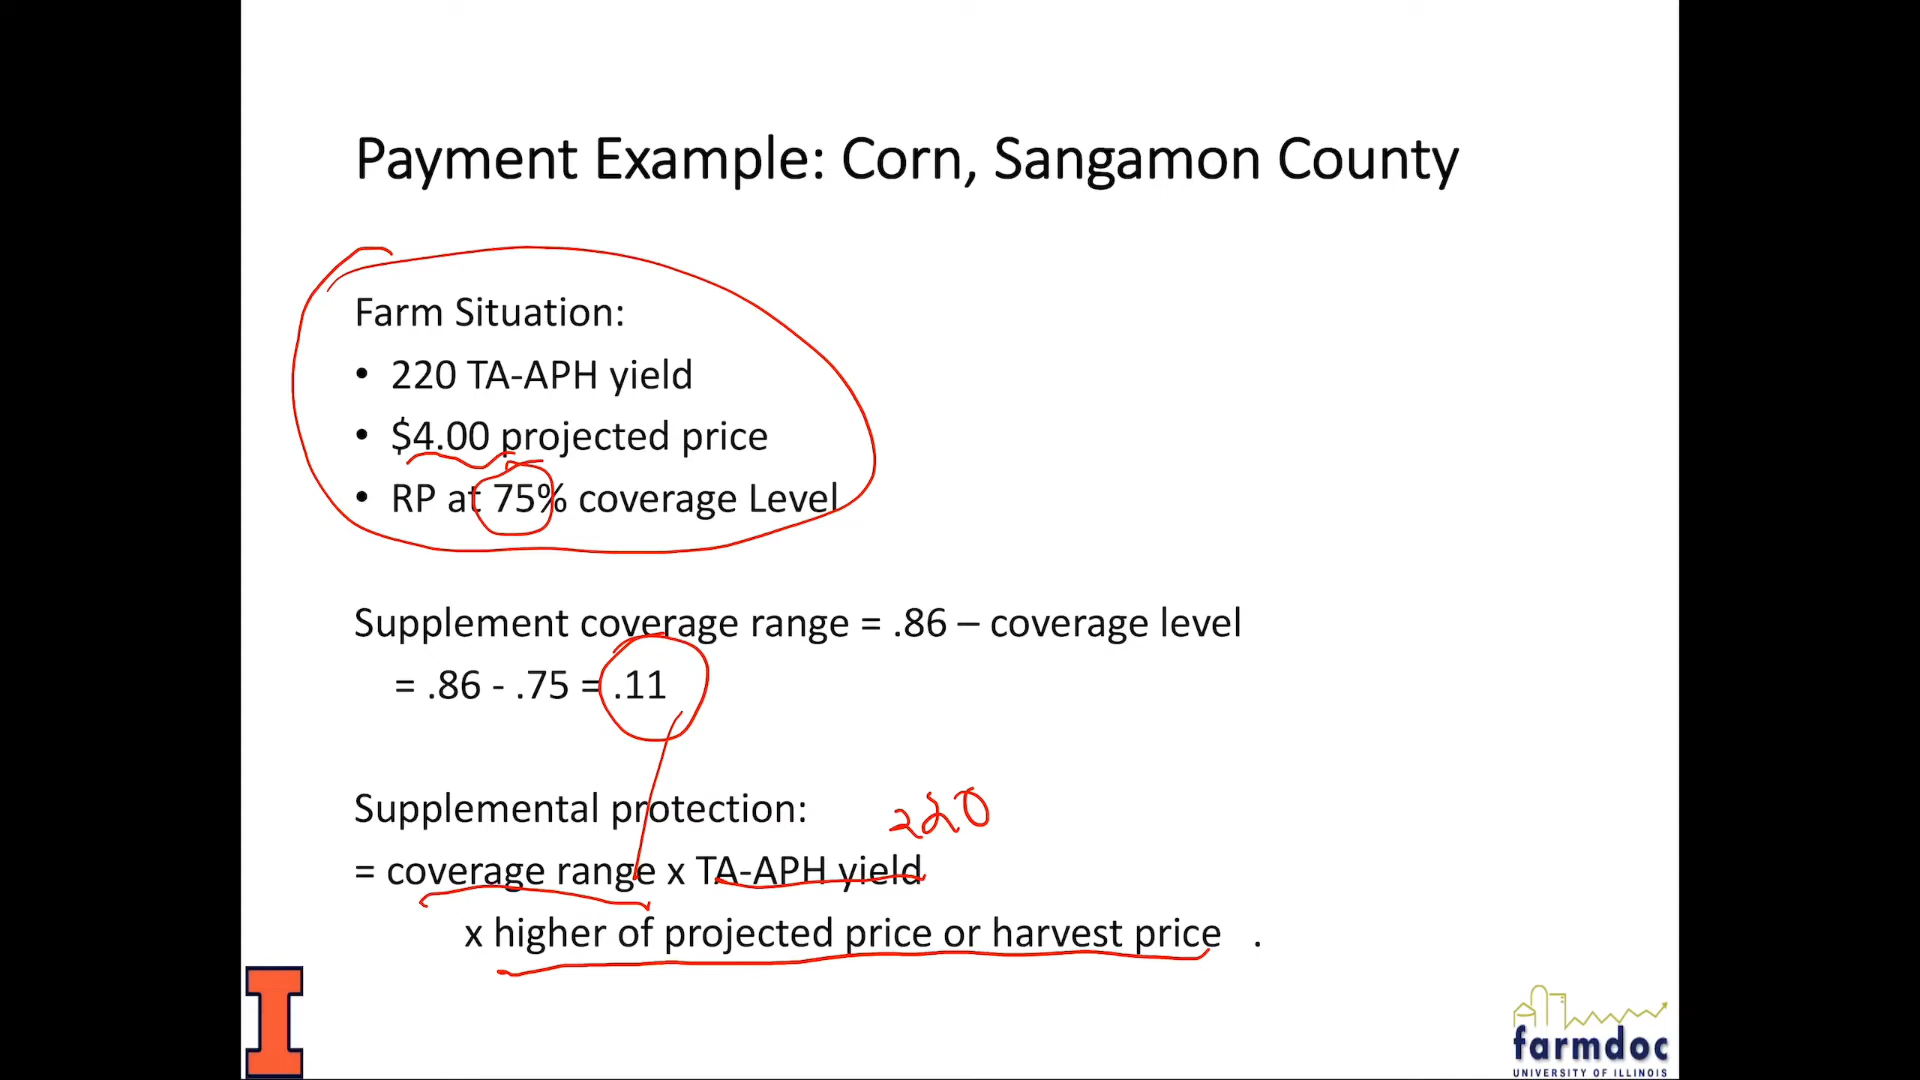 Payment Example: Corn, Sangamon County
Farm Situation:
• 220 TA-APH yield
• $4.00 projected price
• RP at 75% coverage Level
Supplement coverage range = .86 – coverage level
= .86 - .75 = .11
Supplemental protection:
220
= coverage range x TA-APH yield
x higher of projected price or harvest price .
I
farmdoc
UNIVERSITY OF ILLINOIS